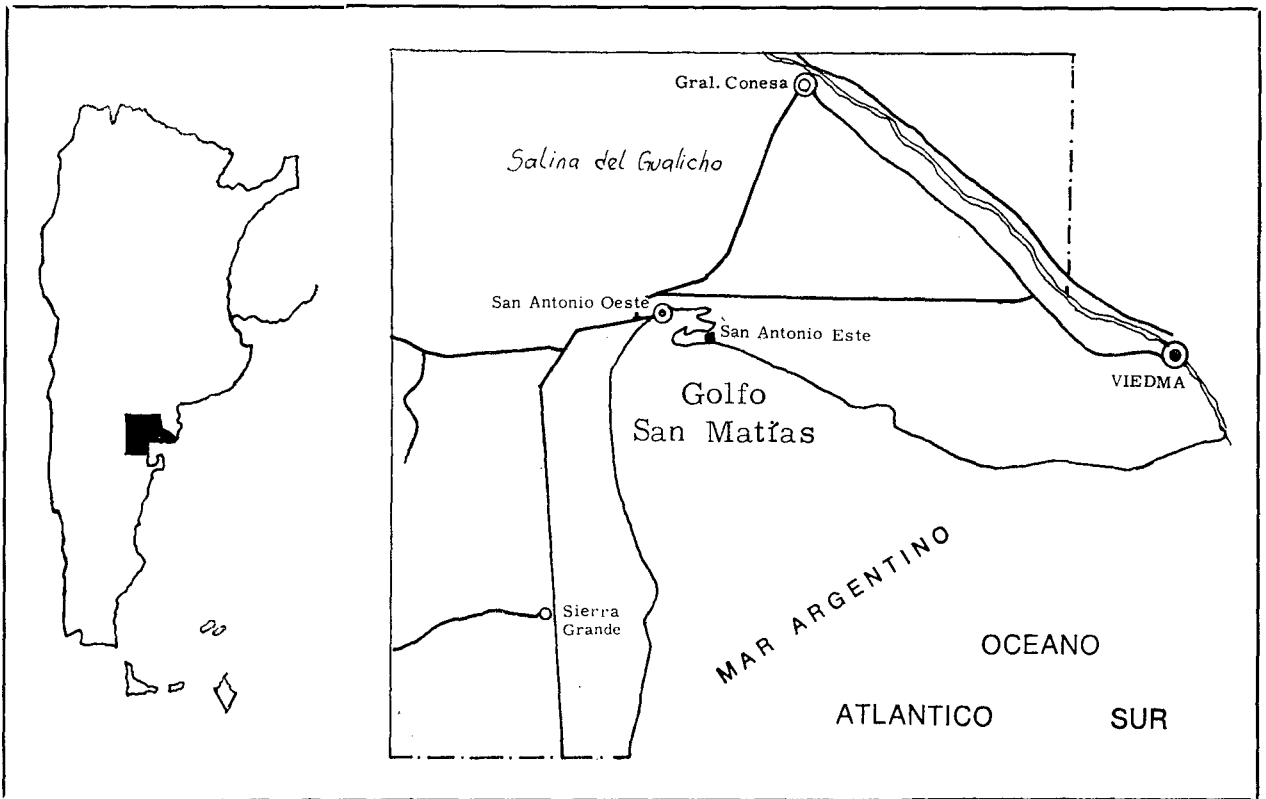 Gral. Conesa
Salina del Gualicho
San Antonio Oeste
San Antonio Este
VIEDMA
Golfo
San Matías
MAR ARGENTINO
Sierra
Grande
OCEANO
ATLANTICO SUR